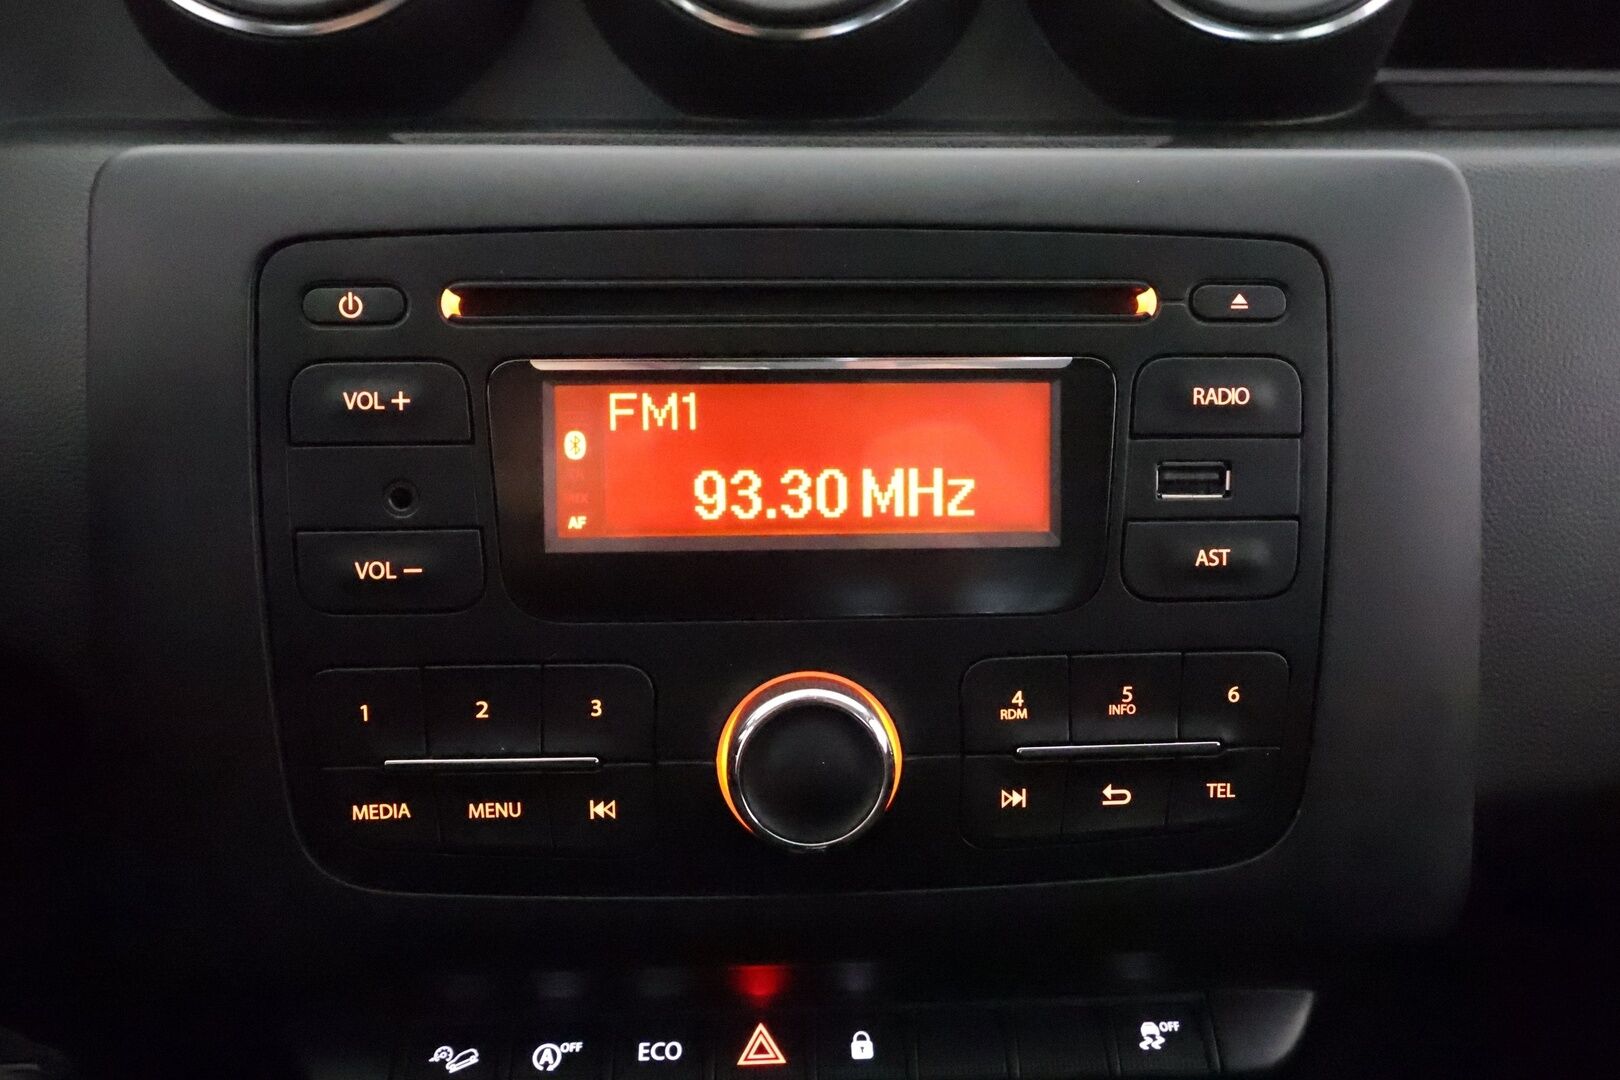 VOL +
VOL −
FM1
93.30 MHz
AF
RADIO
AST
1
2
3
4
RDM
5
INFO
6
MEDIA
MENU
TEL
A OFF
ECO
OFF